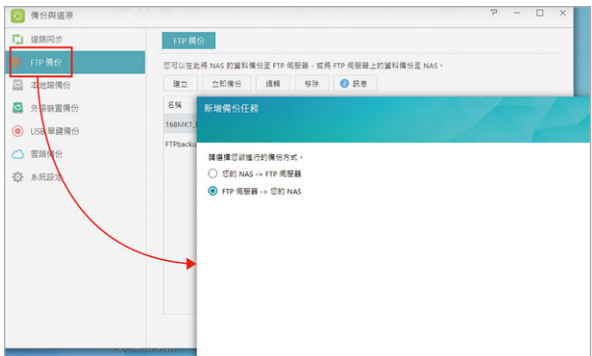 備份與還原
遠端同步
FTP 備份
FTP 備份
本地端備份
外接裝置備份
USB 單鍵備份
雲端備份
系統設定
您可以在此將 NAS 的資料備份至 FTP 伺服器，或將 FTP 伺服器上的資料備份至 NAS。
建立 立即備份 編輯 移除 訊息
名稱
168MKT_
FTPbacku
新增備份任務
請選擇您欲進行的備份方式。
您的 NAS -> FTP 伺服器
FTP 伺服器 -> 您的 NAS